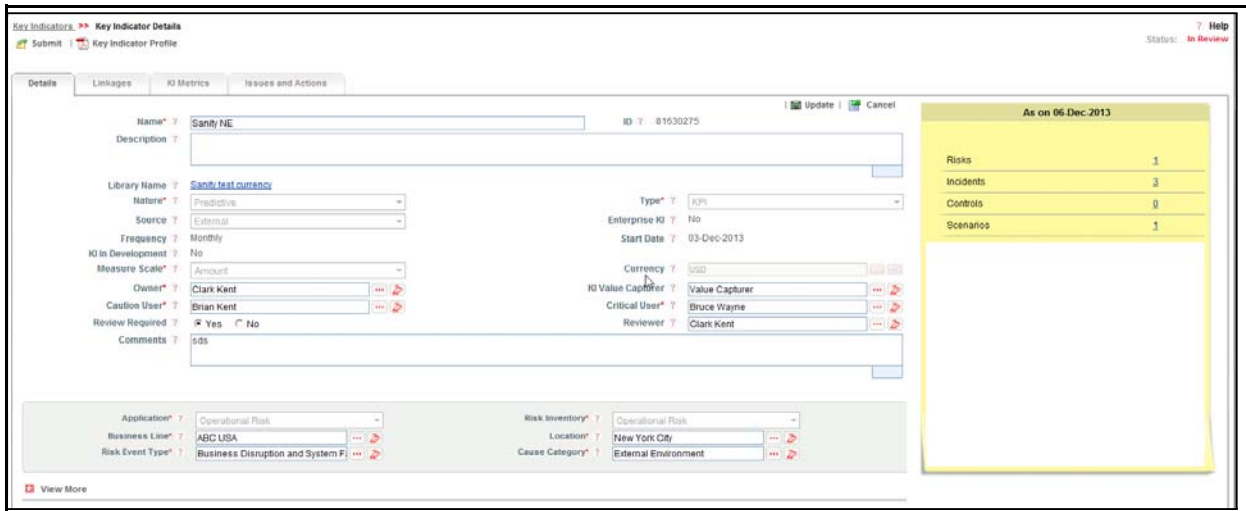 Key Indicators >> Key Indicator Details
? Help
Submit | Key Indicator Profile
Status: In Review
Details Linkages KI Metrics Issues and Actions
| Update | Cancel
As on 06-Dec-2013
Name* ? Sanity NE ID ? 81630275
Description ?
Risks 1
Library Name ? Sanity test currency
Incidents 3
Nature* ? Predictive Type* ? KPI
Controls 0
Source ? External Enterprise KI ? No
Scenarios 1
Frequency ? Monthly Start Date ? 03-Dec-2013
KI in Development ? No
Measure Scale* ? Amount Currency ? USD
Owner* ? Clark Kent KI Value Capturer ? Value Capturer
Caution User* ? Brian Kent Critical User* ? Bruce Wayne
Review Required ? Yes No Reviewer ? Clark Kent
Comments ? sds
Application* ? Operational Risk Risk Inventory* ? Operational Risk
Business Line* ? ABC USA Location* ? New York City
Risk Event Type* ? Business Disruption and System F Cause Category* ? External Environment
View More